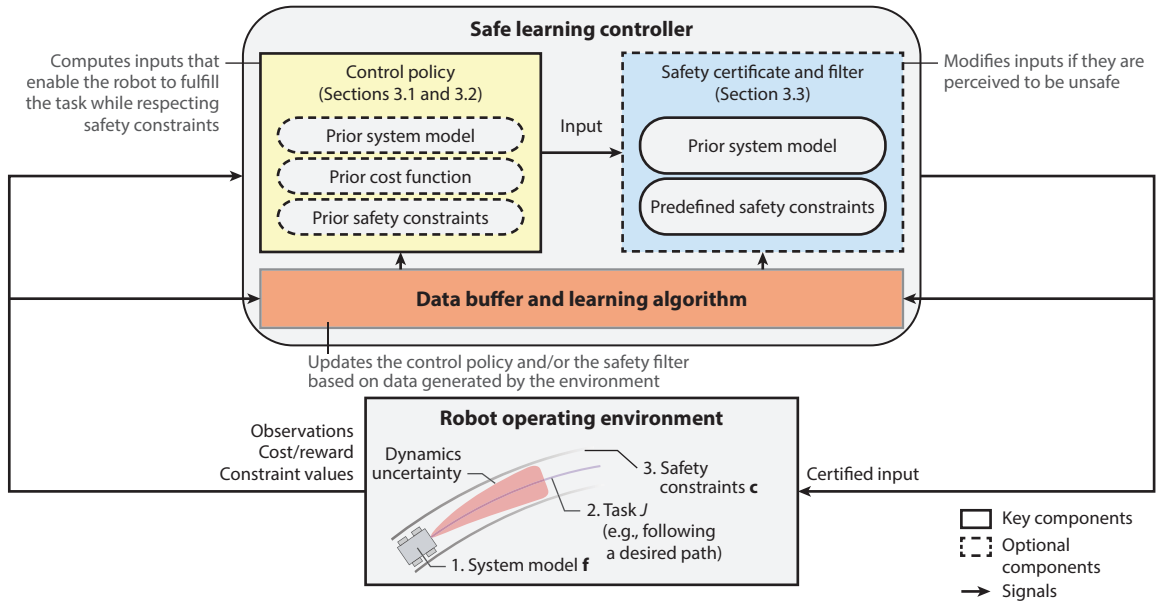 Safe learning controller
Computes inputs that
enable the robot to fulfill
the task while respecting
safety constraints
Control policy
(Sections 3.1 and 3.2)
Prior system model
Prior cost function
Prior safety constraints
Input
Safety certificate and filter
(Section 3.3)
Prior system model
Predefined safety constraints
Modifies inputs if they are
perceived to be unsafe
Data buffer and learning algorithm
Updates the control policy and/or the safety filter
based on data generated by the environment
Robot operating environment
Observations
Cost/reward
Constraint values
Dynamics
uncertainty
3. Safety
constraints c
2. Task J
(e.g., following
a desired path)
1. System model f
Certified input
Key components
Optional
components
Signals